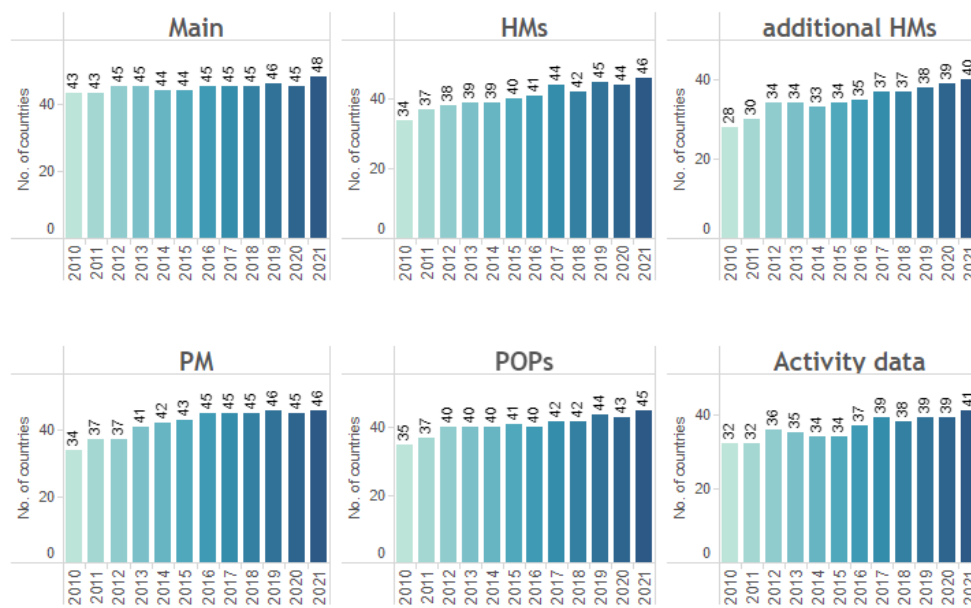 Main
No. of countries
40
20
0
43 43 45 45 44 44 45 45 45 46 45 48
2010 2011 2012 2013 2014 2015 2016 2017 2018 2019 2020 2021
HMs
No. of countries
40
20
0
34 37 38 39 39 40 41 44 42 45 44 46
2010 2011 2012 2013 2014 2015 2016 2017 2018 2019 2020 2021
additional HMs
No. of countries
40
20
0
28 30 34 34 33 34 35 37 37 38 39 40
2010 2011 2012 2013 2014 2015 2016 2017 2018 2019 2020 2021
PM
No. of countries
40
20
0
34 37 37 41 42 43 45 45 45 46 45 46
2010 2011 2012 2013 2014 2015 2016 2017 2018 2019 2020 2021
POPs
No. of countries
40
20
0
35 37 40 40 40 41 40 42 42 44 43 45
2010 2011 2012 2013 2014 2015 2016 2017 2018 2019 2020 2021
Activity data
No. of countries
40
20
0
32 32 36 35 34 34 37 39 38 39 39 41
2010 2011 2012 2013 2014 2015 2016 2017 2018 2019 2020 2021